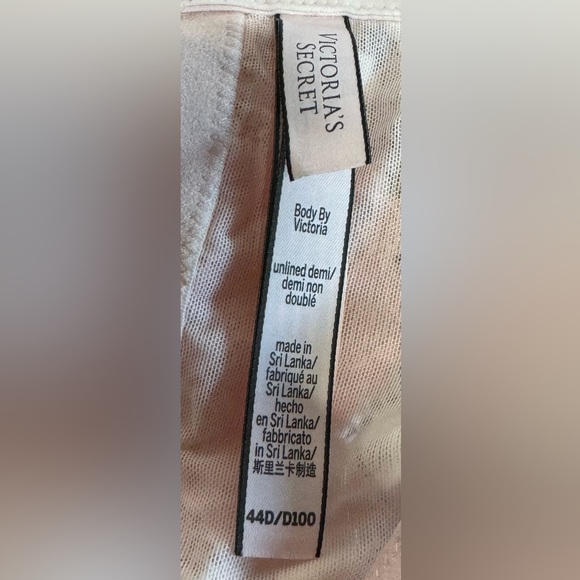 VICTORIA'S
SECRET
Body By
Victoria
unlined demi/
demi non
doublé
made in
Sri Lanka/
fabriqué au
Sri Lanka/
hecho
en Sri Lanka/
fabbricato
in Sri Lanka/
斯里兰卡制造
44D/D100